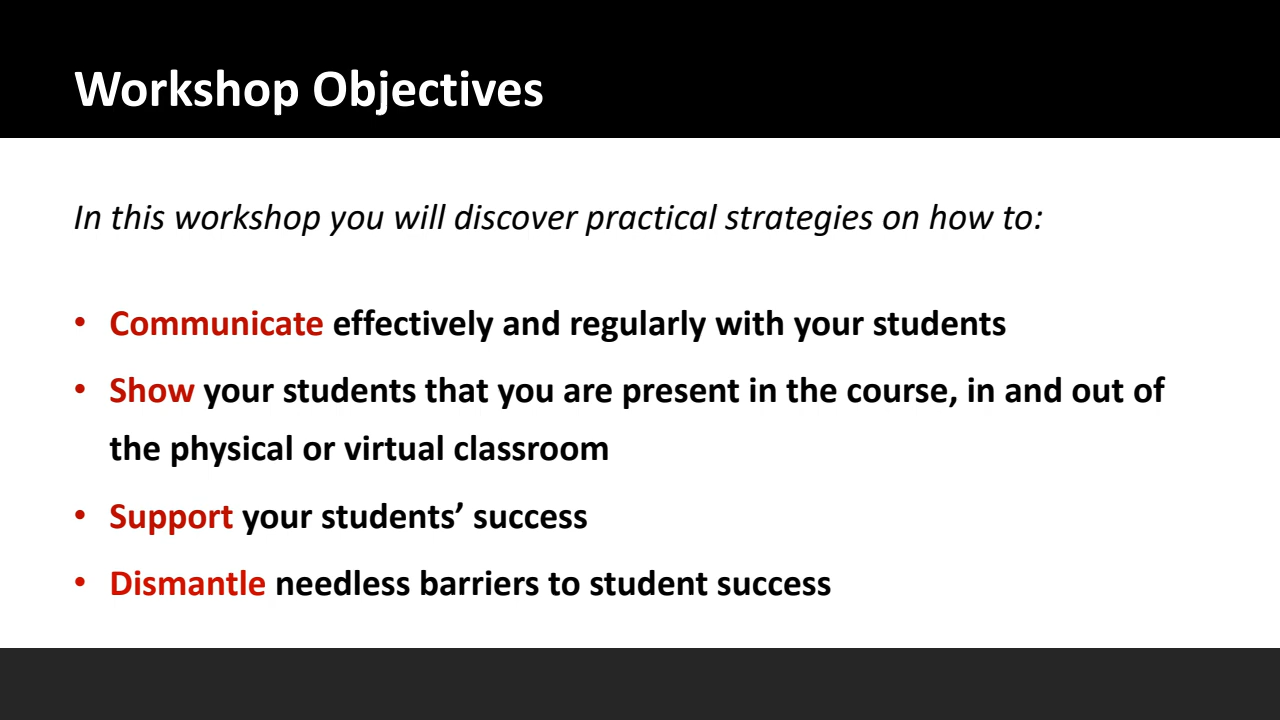 Workshop Objectives
In this workshop you will discover practical strategies on how to:
• Communicate effectively and regularly with your students
• Show your students that you are present in the course, in and out of
the physical or virtual classroom
• Support your students’ success
• Dismantle needless barriers to student success